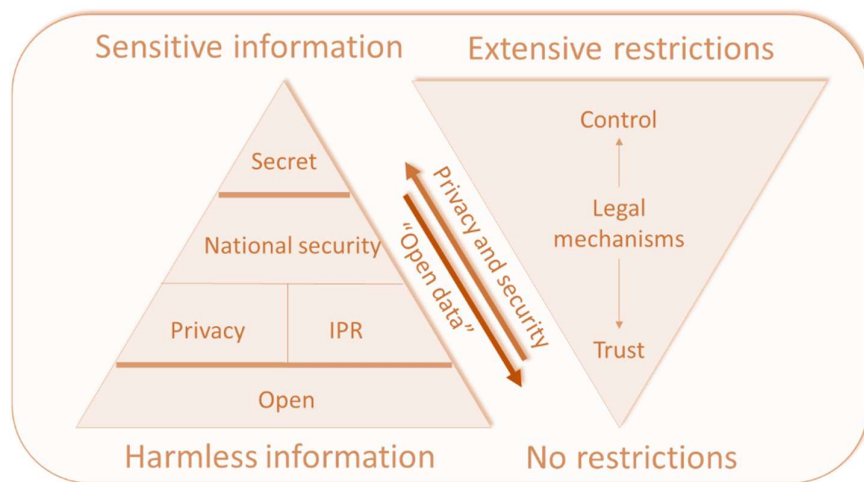 Sensitive information
Extensive restrictions
Secret
National security
Privacy
IPR
Open
Privacy and security
“Open data”
Control
Legal
mechanisms
Trust
Harmless information
No restrictions